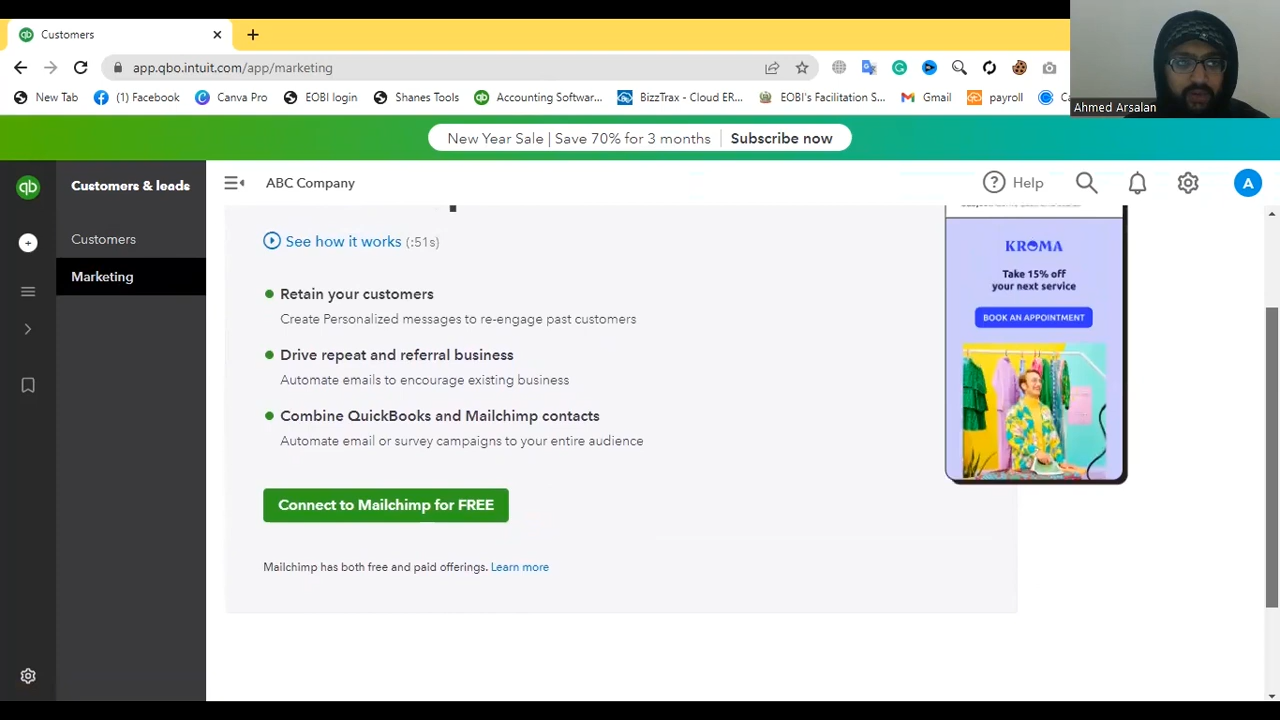 Customers
app.qbo.intuit.com/app/marketing
New Tab
(1) Facebook
Canva Pro
EOBI login
Shanes Tools
Accounting Softwar...
BizzTrax - Cloud ER...
EOBI's Facilitation S...
Gmail
payroll
Ahmed Arsalan
New Year Sale | Save 70% for 3 months
Subscribe now
qb
Customers & leads
ABC Company
Help
A
Customers
Marketing
See how it works (:51s)
Retain your customers
Create Personalized messages to re-engage past customers
Drive repeat and referral business
Automate emails to encourage existing business
Combine QuickBooks and Mailchimp contacts
Automate email or survey campaigns to your entire audience
Connect to Mailchimp for FREE
Mailchimp has both free and paid offerings. Learn more
KROMA
Take 15% off
your next service
BOOK AN APPOINTMENT